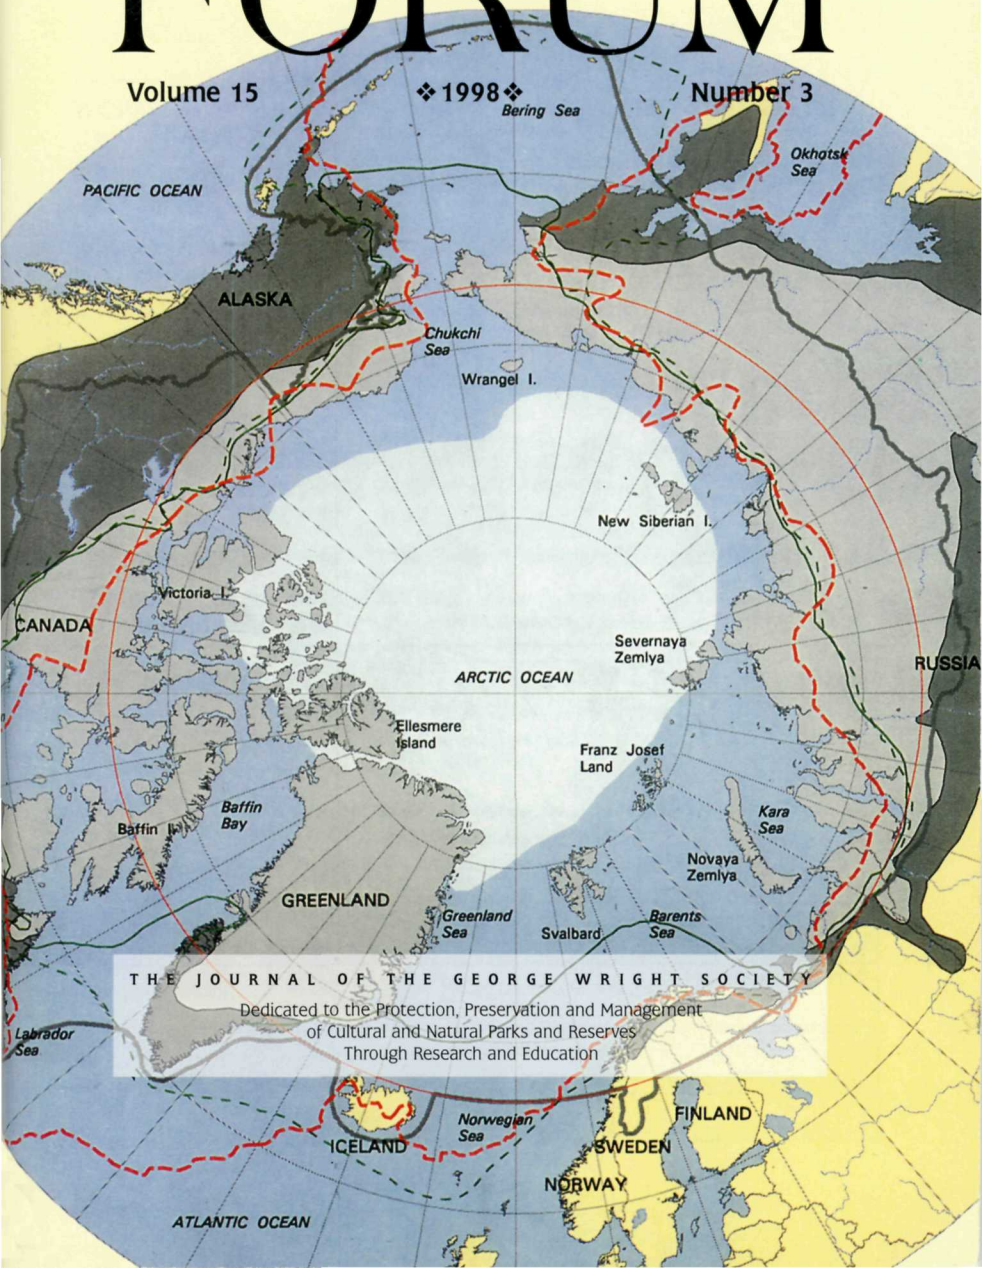 FORUM
Volume 15 ❖1998❖ Number 3
Bering Sea
Okhotsk
Sea
PACIFIC OCEAN
ALASKA
Chukchi
Sea
Wrangel I.
New Siberian I.
Victoria I.
CANADA
Severnaya
Zemlya
RUSSIA
ARCTIC OCEAN
Ellesmere
Island
Franz Josef
Land
Baffin
Bay
Baffin I.
Kara
Sea
Novaya
Zemlya
GREENLAND
Greenland
Sea
Svalbard
Barents
Sea
THE JOURNAL OF THE GEORGE WRIGHT SOCIETY
Dedicated to the Protection, Preservation and Management
of Cultural and Natural Parks and Reserves
Through Research and Education
Labrador
Sea
Norwegian
Sea
FINLAND
ICELAND
SWEDEN
NORWAY
ATLANTIC OCEAN